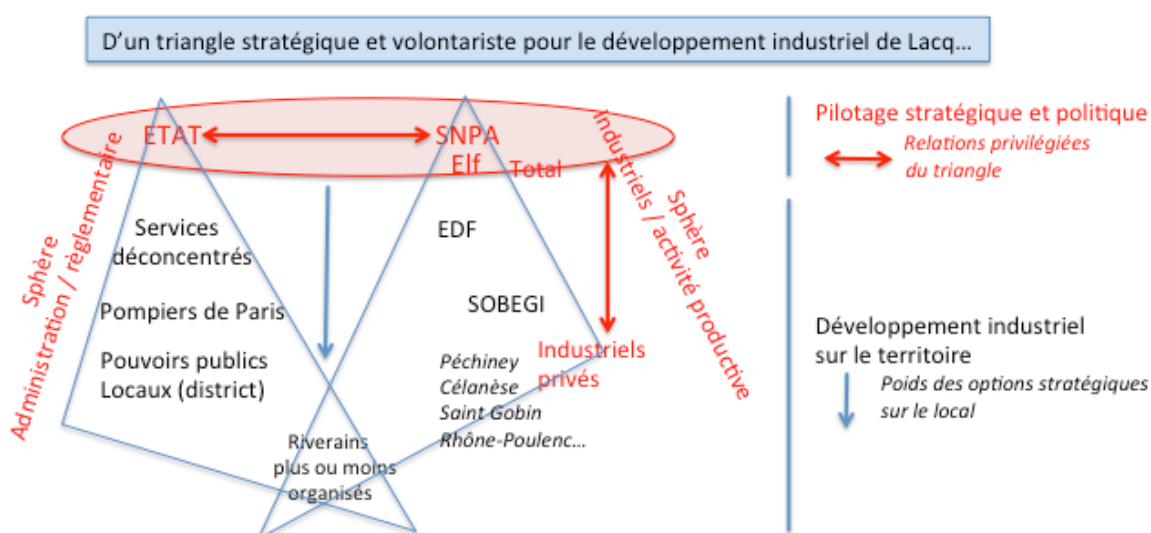 D'un triangle stratégique et volontariste pour le développement industriel de Lacq…
ETAT
SNPA
Elf
Total
Sphère
Administration / règlementaire
Services
déconcentrés
Pompiers de Paris
Pouvoirs publics
Locaux (district)
Riverains
plus ou moins
organisés
EDF
SOBEGI
Péchiney
Célanèse
Saint Gobin
Rhône-Poulenc…
Industriels
privés
Sphère
Industriels / activité productive
Pilotage stratégique et politique
Relations privilégiées
du triangle
Développement industriel
sur le territoire
Poids des options stratégiques
sur le local